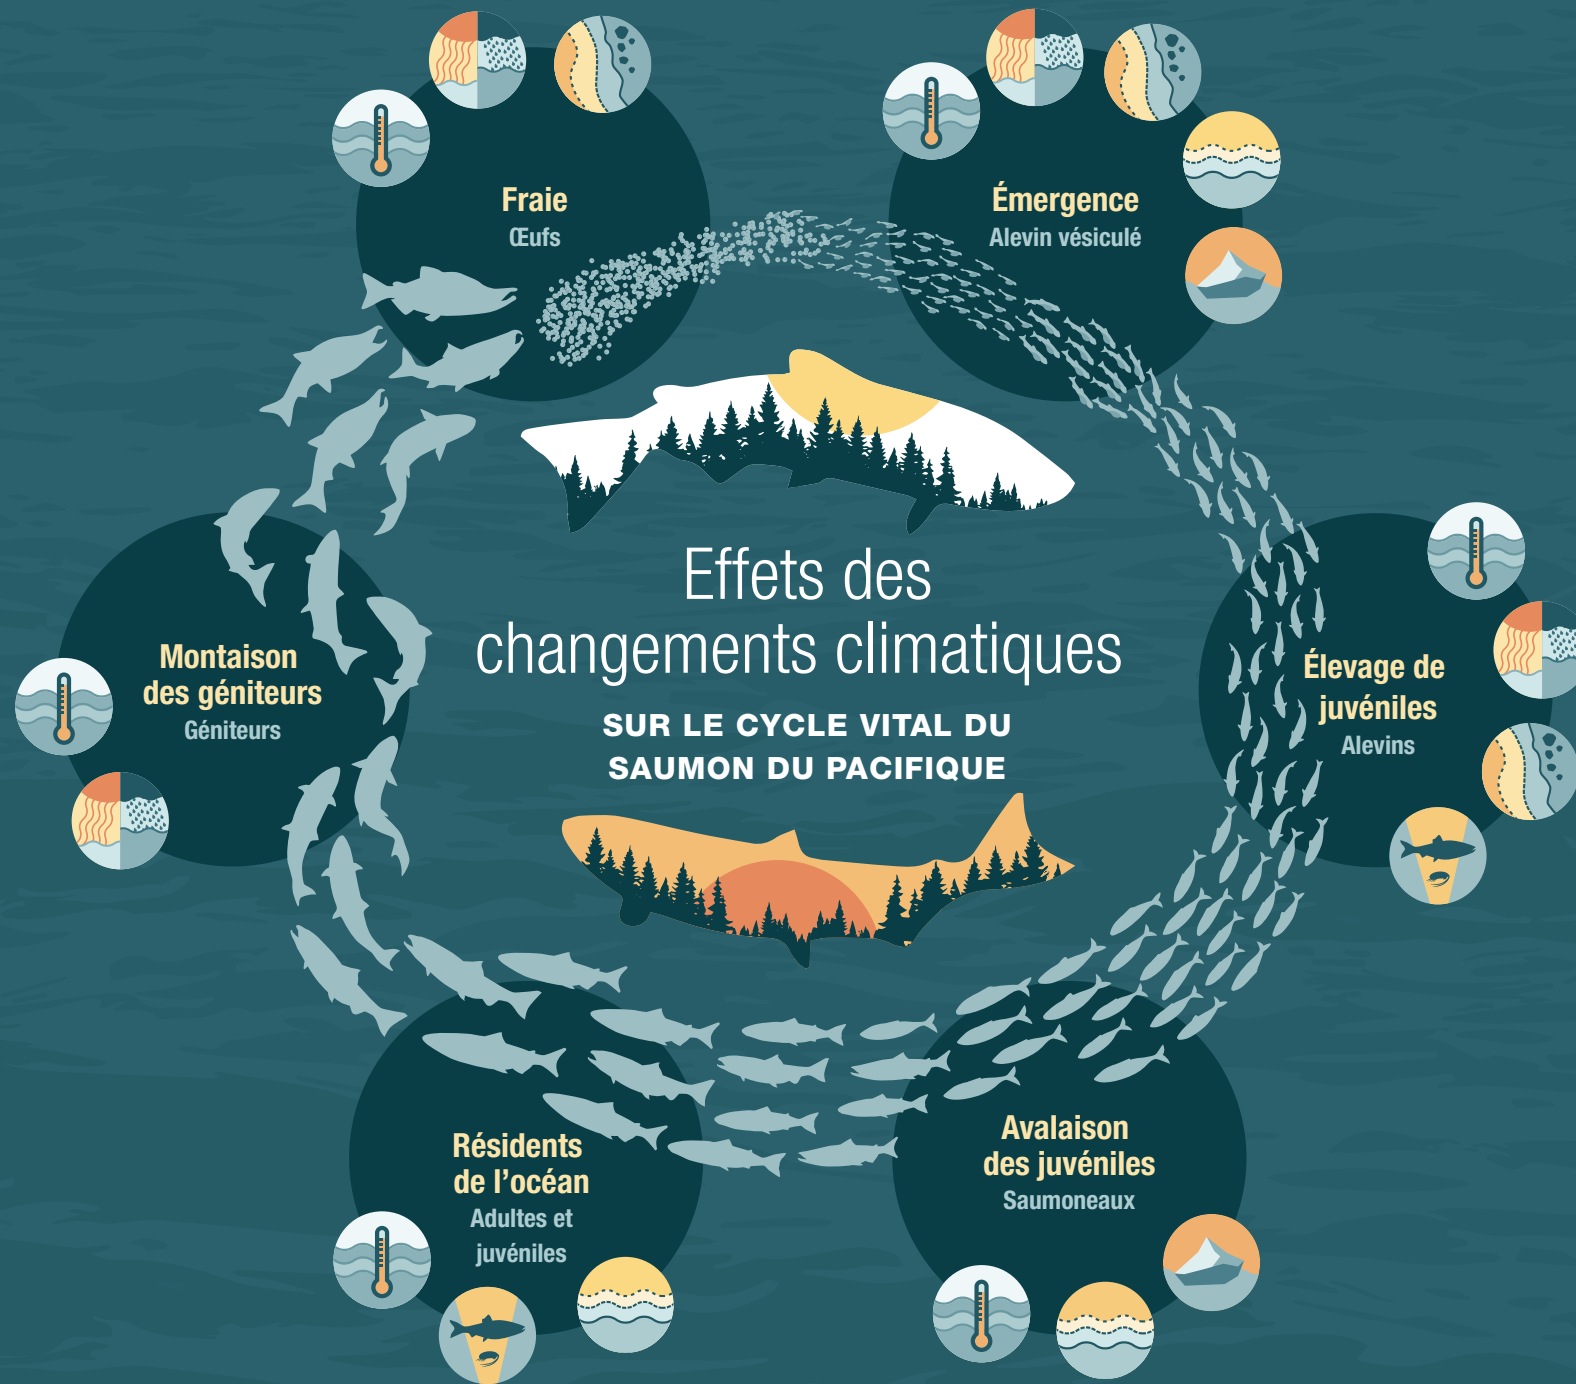 Fraie
Œufs
Émergence
Alevin vésiculé
Effets des
changements climatiques
SUR LE CYCLE VITAL DU
SAUMON DU PACIFIQUE
Montaison
des géniteurs
Géniteurs
Élevage de
juvéniles
Alevins
Résidents
de l'océan
Adultes et
juvéniles
Avalaison
des juvéniles
Saumoneaux